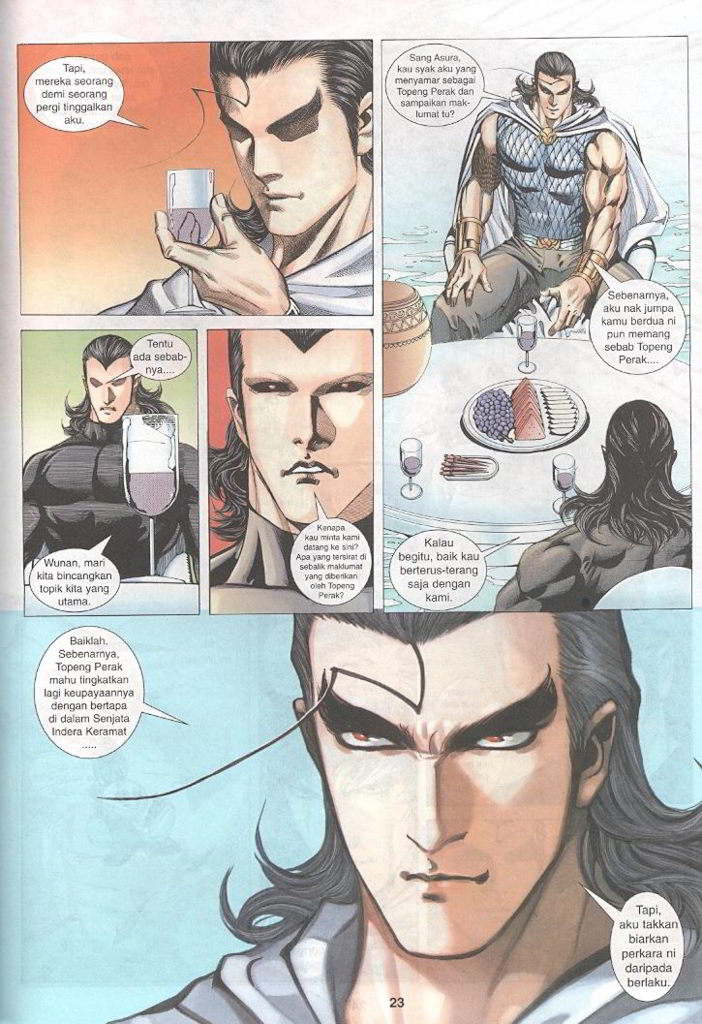 Tapi,
mereka seorang
demi seorang
pergi tinggalkan
aku.
Tentu
ada sebab-
nya....
Wunan, mari
kita bincangkan
topik kita yang
utama.
Kenapa
kau minta kami
datang ke sini?
Apa yang tersirat di
sebalik maklumat
yang diberikan
oleh Topeng
Perak?
Sang Asura,
kau syak aku yang
menyamar sebagai
Topeng Perak dan
sampaikan mak-
lumat tu?
Sebenarnya,
aku nak jumpa
kamu berdua ni
pun memang
sebab Topeng
Perak....
Kalau
begitu, baik kau
berterus-terang
saja dengan
kami.
Baiklah.
Sebenarnya,
Topeng Perak
mahu tingkatkan
lagi keupayaannya
dengan bertapa
di dalam Senjata
Indera Keramat
.....
Tapi,
aku takkan
biarkan
perkara ni
daripada
berlaku.
23